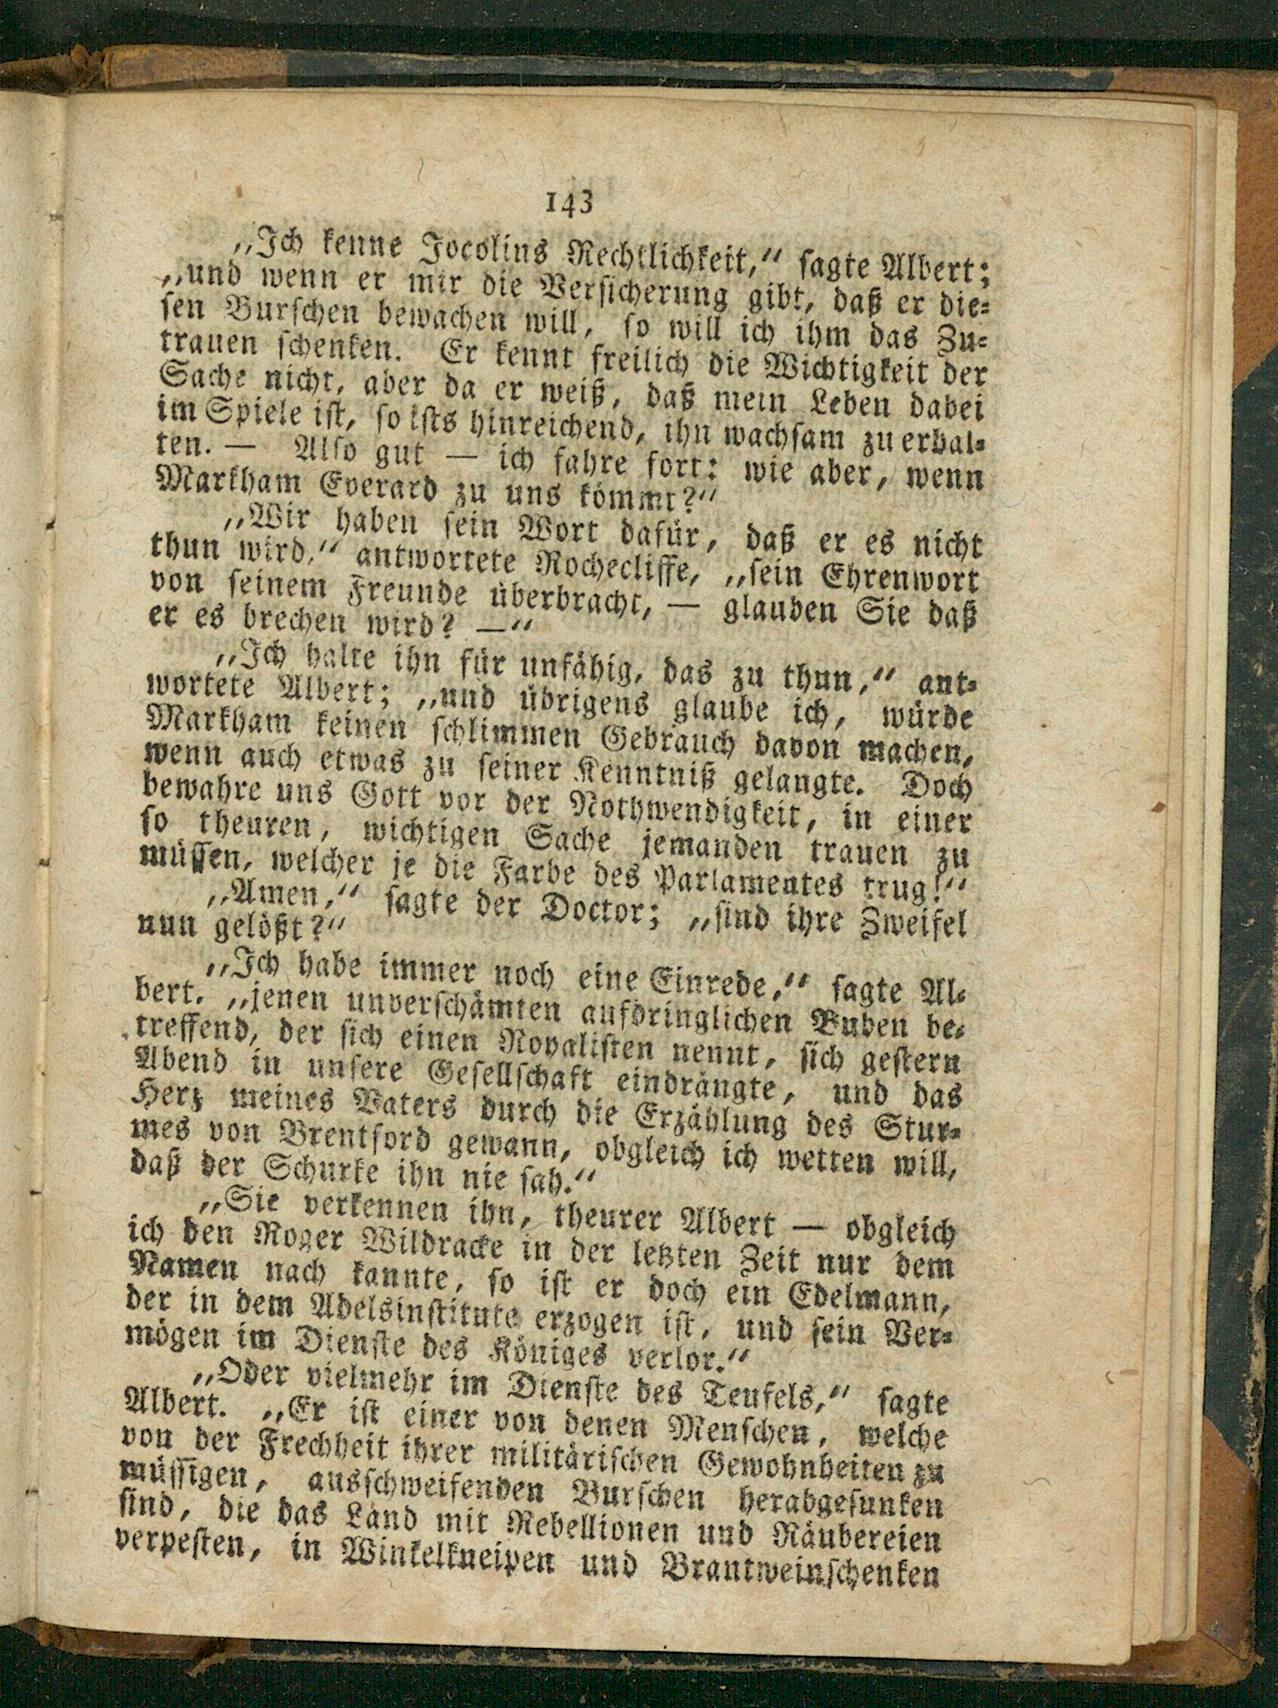 143
„Ich kenne Jocolins Rechtlichkeit,“ sagte Albert;
„und wenn er mir die Versicherung gibt, daß er die-
sen Burschen bewachen will, so will ich ihm das Zu-
trauen schenken. Er kennt freilich die Wichtigkeit der
Sache nicht, aber da er weiß, daß mein Leben dabei
im Spiele ist, so ists hinreichend, ihn wachsam zu erhal-
ten. — Also gut — ich fahre fort: wie aber, wenn
Markham Everard zu uns kömmt?“
„Wir haben sein Wort dafür, daß er es nicht
thun wird,“ antwortete Rochecliffe, „sein Ehrenwort
von seinem Freunde überbracht, — glauben Sie daß
er es brechen wird? —“
„Ich halte ihn für unfähig, das zu thun,“ ant-
wortete Albert; „und übrigens glaube ich, würde
Markham keinen schlimmen Gebrauch davon machen,
wenn auch etwas zu seiner Kenntniß gelangte. Doch
bewahre uns Gott vor der Nothwendigkeit, in einer
so theuren, wichtigen Sache jemanden trauen zu
müssen, welcher je die Farbe des Parlamentes trug!“
„Amen,“ sagte der Doctor; „sind ihre Zweifel
nun gelößt?“
„Ich habe immer noch eine Einrede,“ sagte Al-
bert, „jenen unverschämten aufdringlichen Buben be-
treffend, der sich einen Royalisten nennt, sich gestern
Abend in unsere Gesellschaft eindrängte, und das
Herz meines Vaters durch die Erzählung des Stur-
mes von Brentford gewann, obgleich ich wetten will,
daß der Schurke ihn nie sah.“
„Sie verkennen ihn, theurer Albert — obgleich
ich den Roger Wildracke in der letzten Zeit nur dem
Namen nach kannte, so ist er doch ein Edelmann,
der in dem Adelsinstitute erzogen ist, und sein Ver-
mögen im Dienste des Königes verlor.“
„Oder vielmehr im Dienste des Teufels,“ sagte
Albert. „Er ist einer von denen Menschen, welche
von der Frechheit ihrer militärischen Gewohnheiten zu
müssigen, ausschweifenden Burschen herabgesunken
sind, die das Land mit Rebellionen und Räubereien
verpesten, in Winkelkneipen und Brantweinschenken